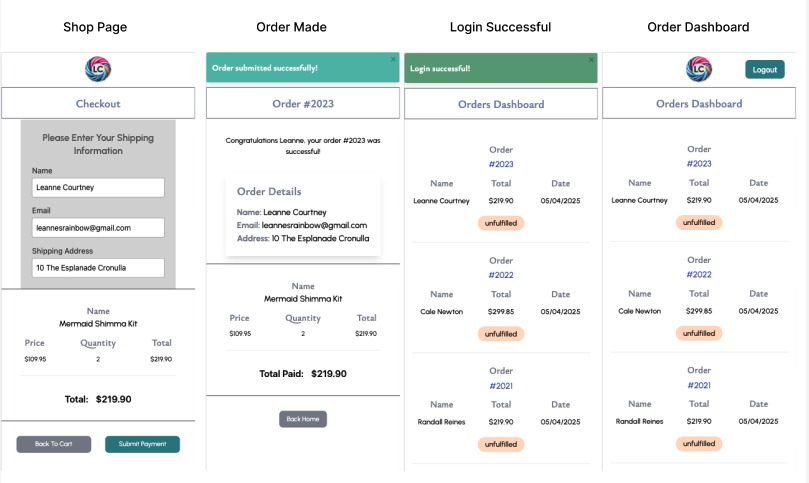 Shop Page
LC
Checkout
Please Enter Your Shipping
Information
Name
Leanne Courtney
Email
leannesrainbow@gmail.com
Shipping Address
10 The Esplanade Cronulla
Name
Mermaid Shimma Kit
Price Quantity Total
$109.95 2 $219.90
Total: $219.90
Back To Cart Submit Payment
Order Made
Order submitted successfully! ×
Order #2023
Congratulations Leanne, your order #2023 was
successful!
Order Details
Name: Leanne Courtney
Email: leannesrainbow@gmail.com
Address: 10 The Esplanade Cronulla
Name
Mermaid Shimma Kit
Price Quantity Total
$109.95 2 $219.90
Total Paid: $219.90
Back Home
Login Successful
Login successful! ×
Orders Dashboard
Order
#2023
Name Total Date
Leanne Courtney $219.90 05/04/2025
unfulfilled
Order
#2022
Name Total Date
Cale Newton $299.85 05/04/2025
unfulfilled
Order
#2021
Name Total Date
Randall Reines $219.90 05/04/2025
unfulfilled
Order Dashboard
LC
Logout
Orders Dashboard
Order
#2023
Name Total Date
Leanne Courtney $219.90 05/04/2025
unfulfilled
Order
#2022
Name Total Date
Cale Newton $299.85 05/04/2025
unfulfilled
Order
#2021
Name Total Date
Randall Reines $219.90 05/04/2025
unfulfilled